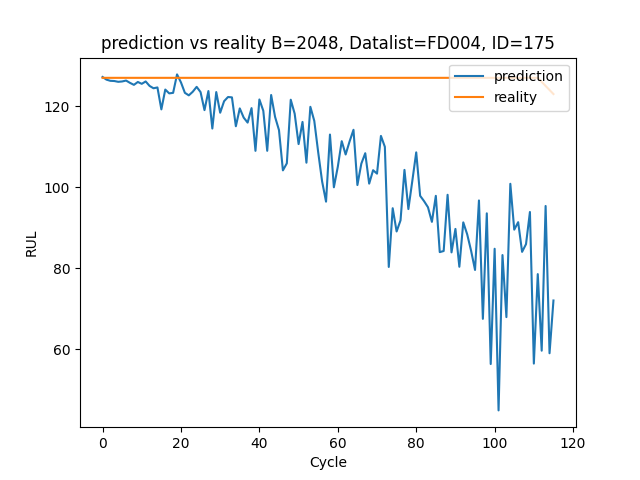 prediction vs reality B=2048, Datalist=FD004, ID=175
prediction
reality
120
100
80
60
RUL
0 20 40 60 80 100 120
Cycle